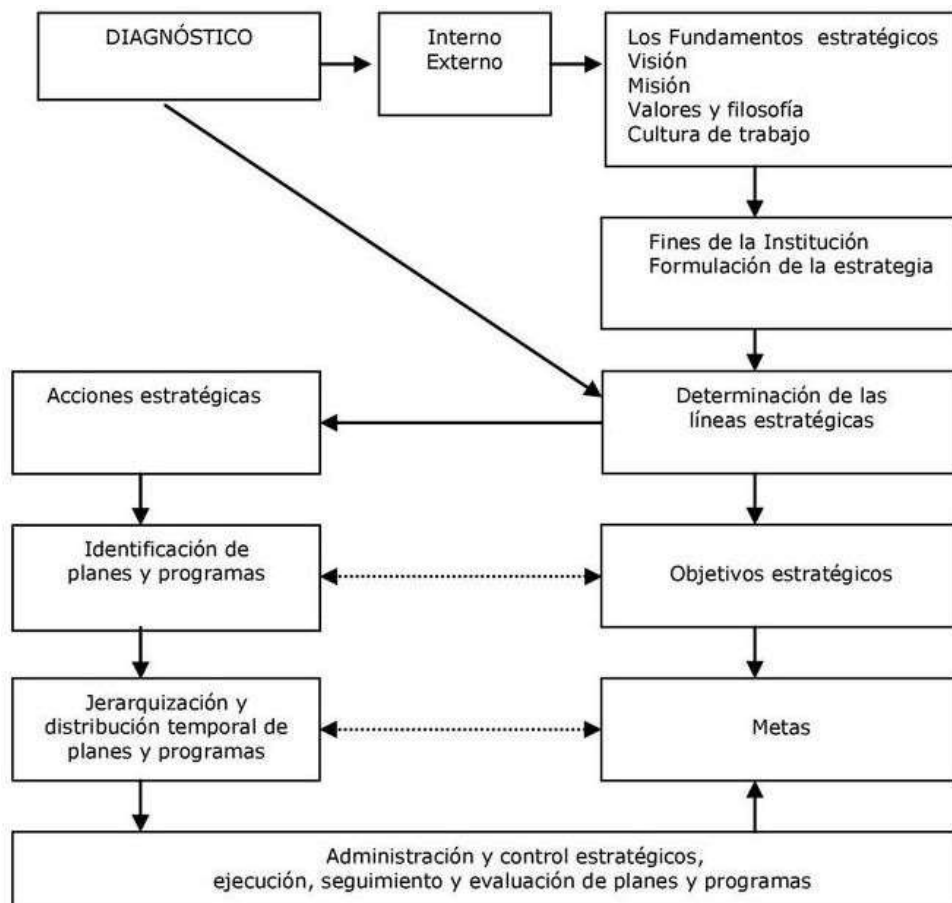 DIAGNÓSTICO
Interno
Externo
Los Fundamentos estratégicos
Visión
Misión
Valores y filosofía
Cultura de trabajo
Fines de la Institución
Formulación de la estrategia
Acciones estratégicas
Determinación de las
líneas estratégicas
Identificación de
planes y programas
Objetivos estratégicos
Jerarquización y
distribución temporal de
planes y programas
Metas
Administración y control estratégicos,
ejecución, seguimiento y evaluación de planes y programas